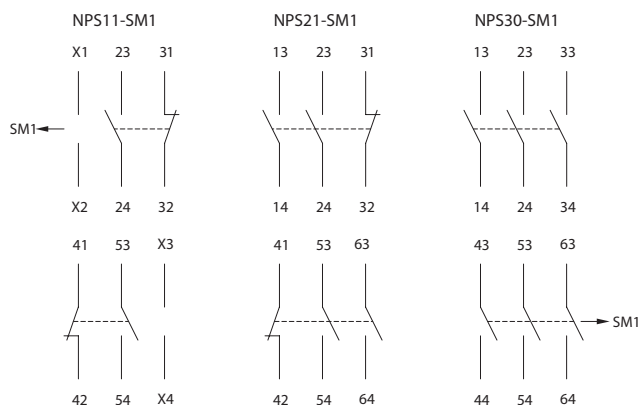 NPS11-SM1 NPS21-SM1 NPS30-SM1
X1 23 31 13 23 31 13 23 33
SM1
X2 24 32 14 24 32 14 24 34
41 53 X3 41 53 63 43 53 63
SM1
42 54 X4 42 54 64 44 54 64